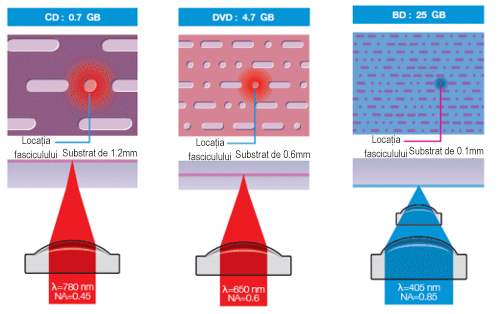 CD : 0.7 GB
Locația
fasciculului Substrat de 1.2mm
λ=780 nm
NA=0.45
DVD : 4.7 GB
Locația
fasciculului Substrat de 0.6mm
λ=650 nm
NA=0.6
BD : 25 GB
Locația
fasciculului Substrat de 0.1mm
λ=405 nm
NA=0.85